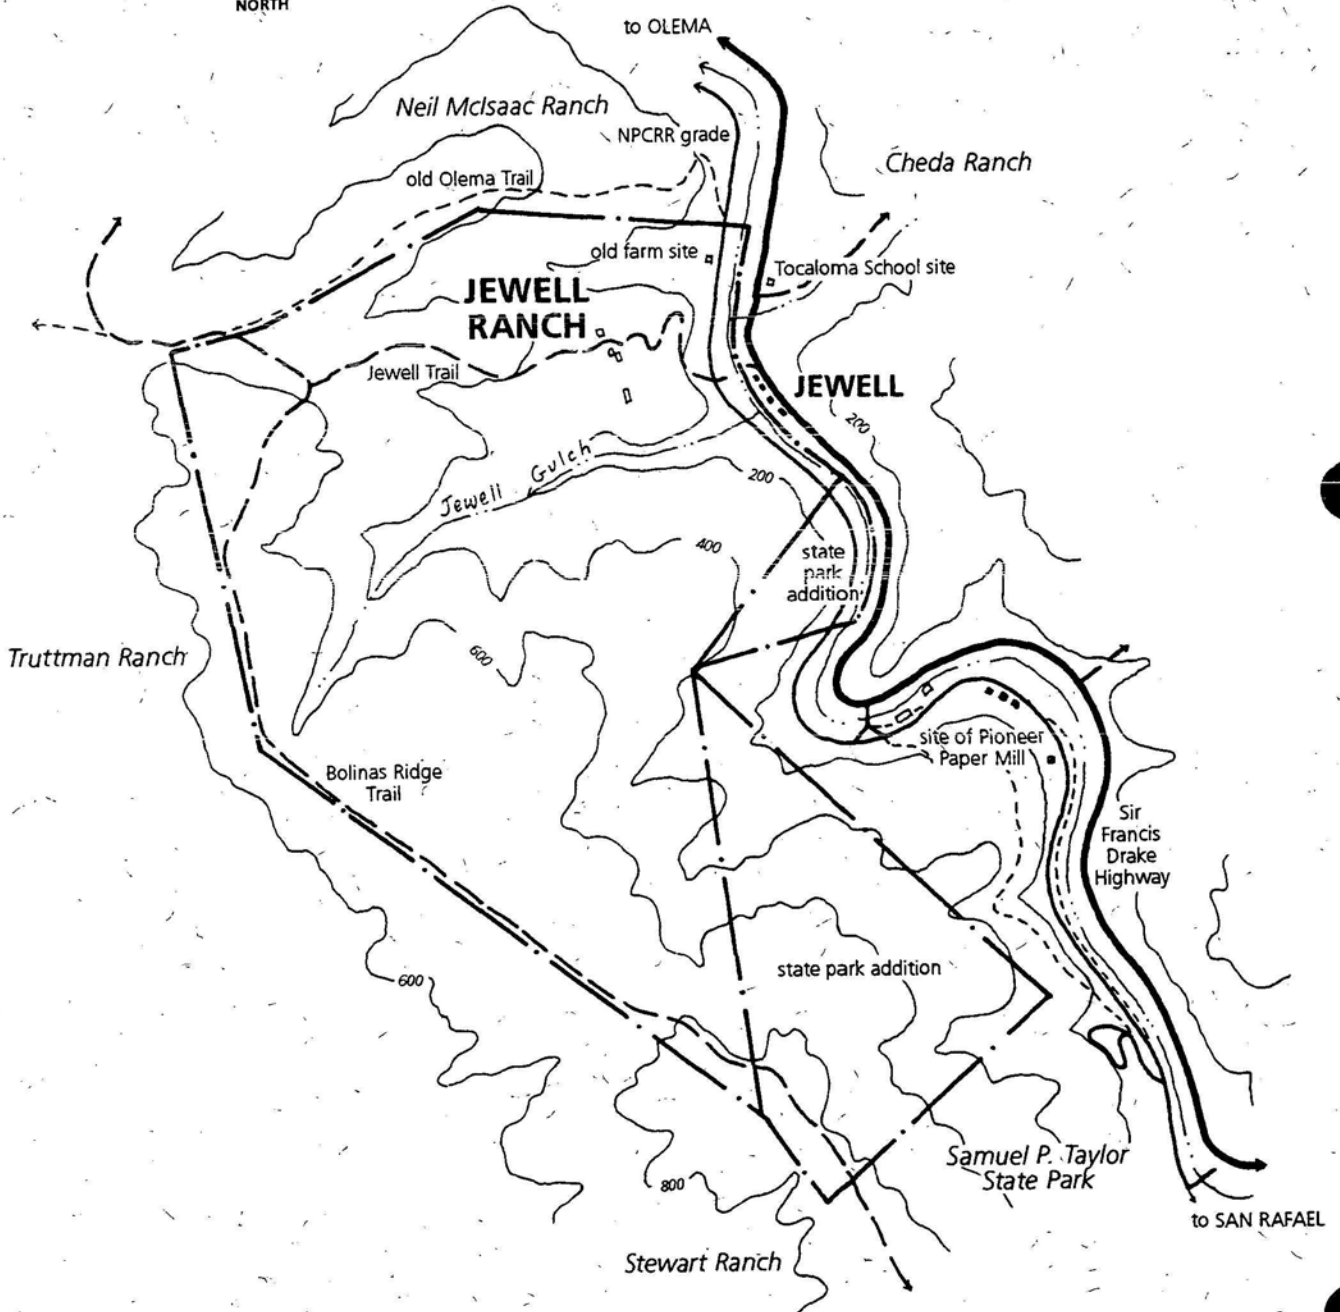 NORTH
to OLEMA
Neil McIsaac Ranch
NPCRR grade
Cheda Ranch
old Olema Trail
old farm site
Tocaloma School site
JEWELL
RANCH
Jewell Trail
JEWELL
200
Jewell Gulch
200
400
state
park
addition
Truttman Ranch
600
site of Pioneer
Paper Mill
Bolinas Ridge
Trail
Sir
Francis
Drake
Highway
state park addition
600
Samuel P. Taylor
State Park
800
to SAN RAFAEL
Stewart Ranch